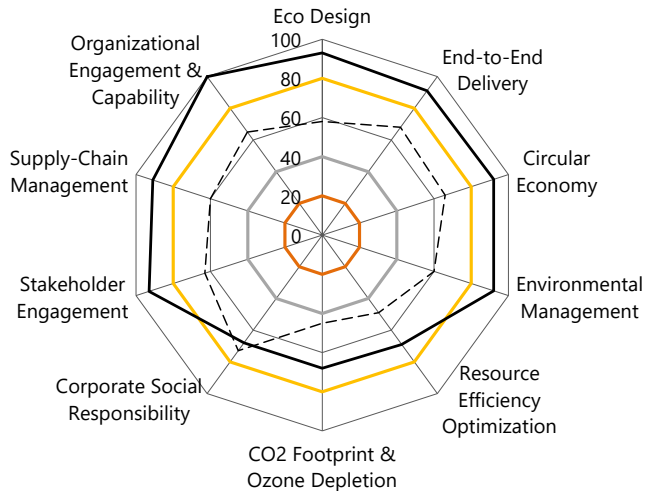 Eco Design
100
80
60
40
20
0
End-to-End
Delivery
Circular
Economy
Environmental
Management
Resource
Efficiency
Optimization
CO2 Footprint &
Ozone Depletion
Corporate Social
Responsibility
Stakeholder
Engagement
Supply-Chain
Management
Organizational
Engagement &
Capability